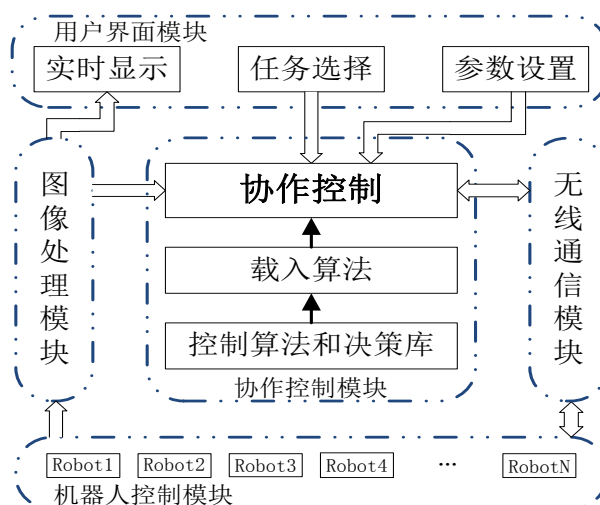 用户界面模块
实时显示
任务选择
参数设置
图像处理模块
协作控制
载入算法
控制算法和决策库
协作控制模块
无线通信模块
Robot1
Robot2
Robot3
Robot4
…
RobotN
机器人控制模块